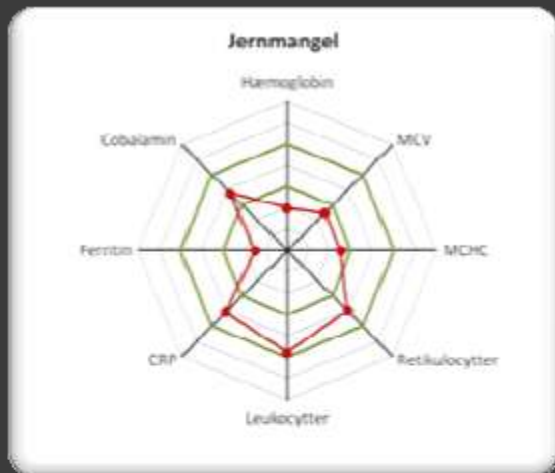 Jernmangel
Hæmoglobin
Cobalamin
MCV
Ferritin
MCHC
CRP
Retikulocytter
Leukocytter